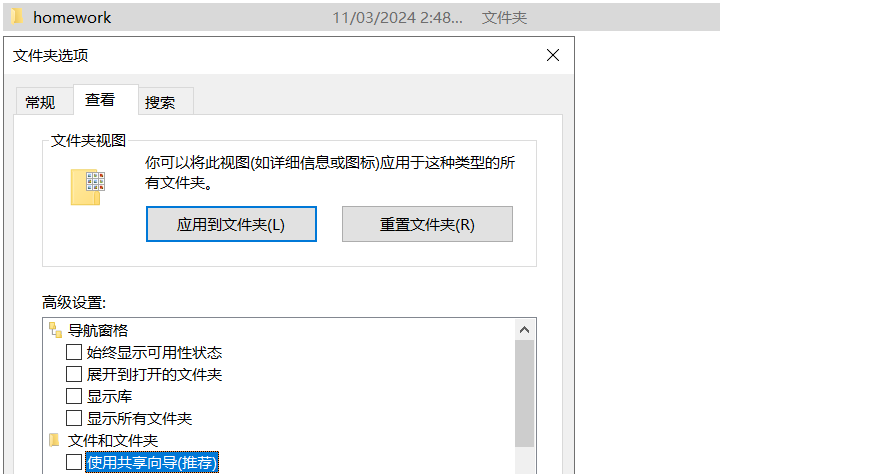 homework 11/03/2024 2:48... 文件夹
文件夹选项
常规 查看 搜索
文件夹视图
你可以将此视图(如详细信息或图标)应用于这种类型的所
有文件夹。
应用到文件夹(L) 重置文件夹(R)
高级设置:
导航窗格
始终显示可用性状态
展开到打开的文件夹
显示库
显示所有文件夹
文件和文件夹
使用共享向导(推荐)